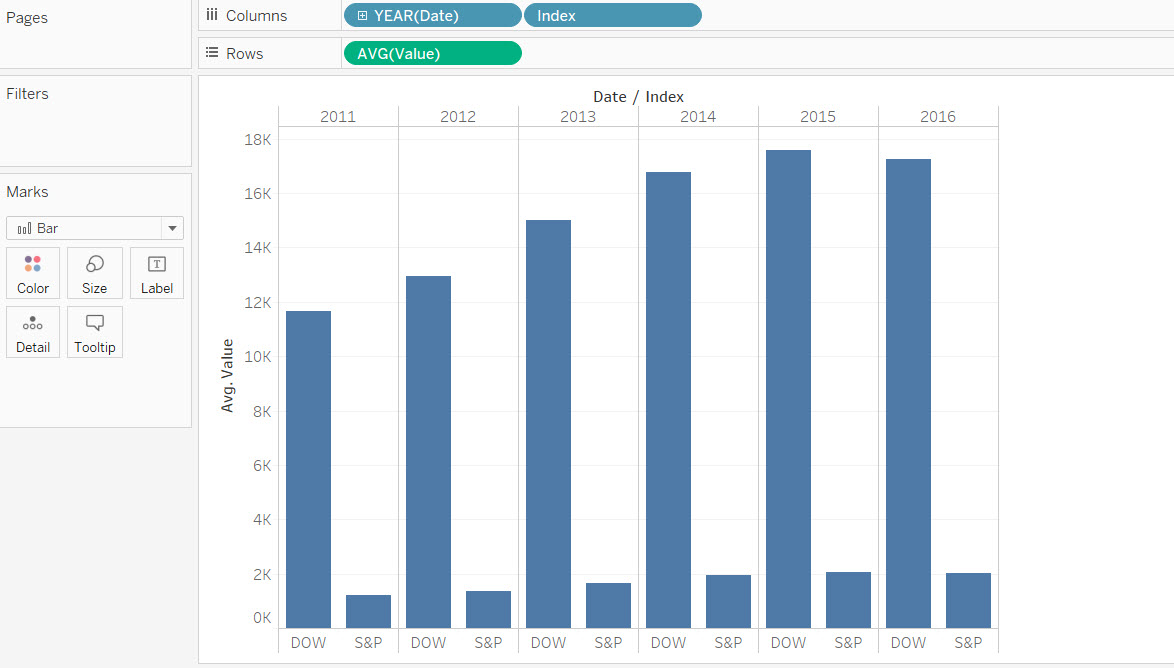 Pages
Columns YEAR(Date) Index
Rows AVG(Value)
Filters
Marks
Bar
Color Size Label
Detail Tooltip
Date / Index
2011 2012 2013 2014 2015 2016
18K
16K
14K
12K
10K
8K
6K
4K
2K
0K
Avg. Value
DOW S&P DOW S&P DOW S&P DOW S&P DOW S&P DOW S&P